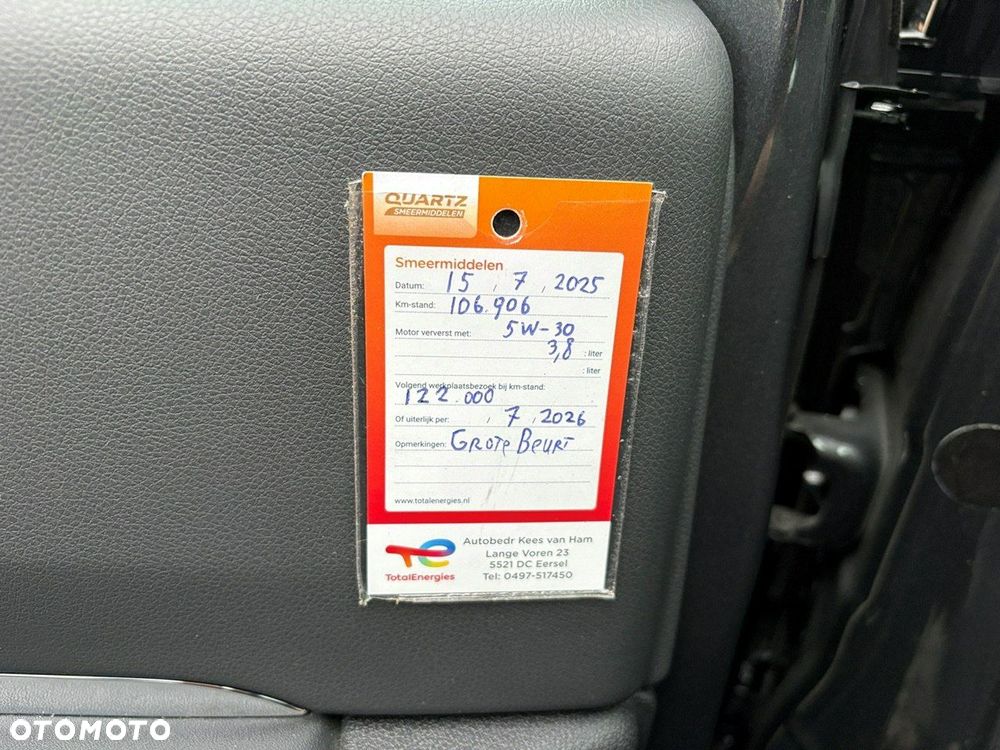 QUARTZ
SMEERMIDDELEN
Smeermiddelen
Datum: 15 , 7 , 2025
Km-stand: 106.906
Motor ververst met: 5W-30
3,8 : liter
: liter
Volgend werkplaatsbezoek bij km-stand:
122.000
Of uiterlijk per: , 7 , 2026
Opmerkingen: GROTE BEURT
www.totalenergies.nl
TotalEnergies
Autobedr Kees van Ham
Lange Voren 23
5521 DC Eersel
Tel: 0497-517450
OTOMOTO